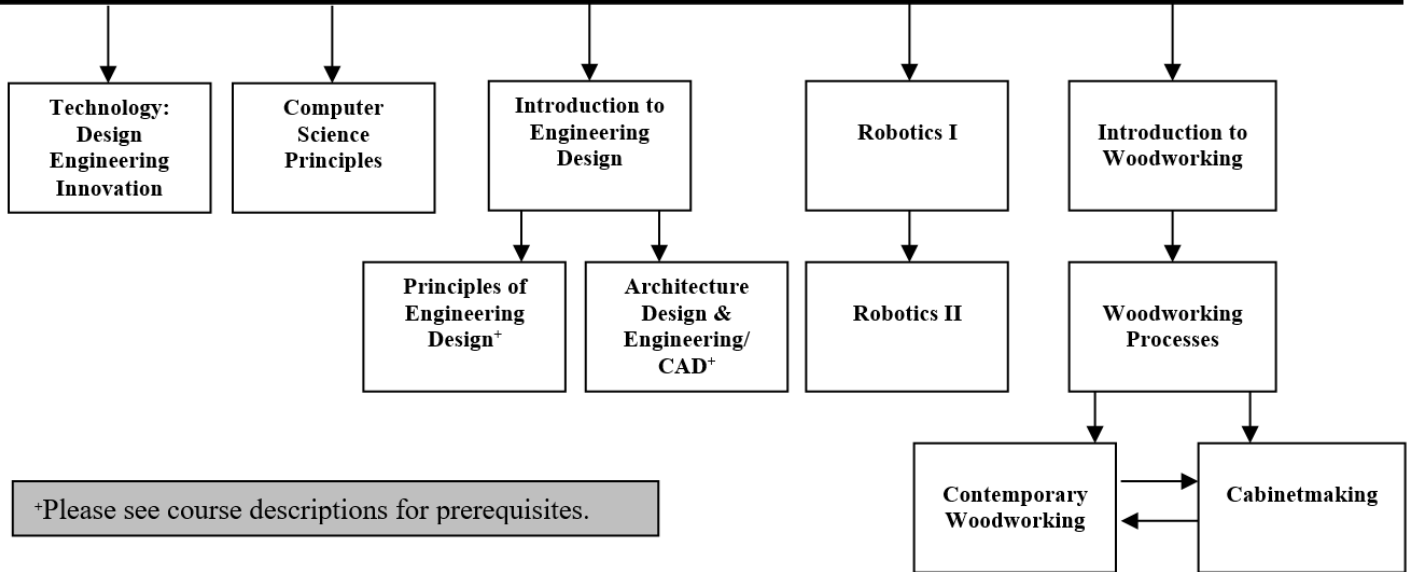 Technology:
Design
Engineering
Innovation
Computer
Science
Principles
Introduction to
Engineering
Design
Robotics I
Introduction to
Woodworking
Principles of
Engineering
Design⁺
Architecture
Design &
Engineering/
CAD⁺
Robotics II
Woodworking
Processes
Contemporary
Woodworking
Cabinetmaking
⁺Please see course descriptions for prerequisites.